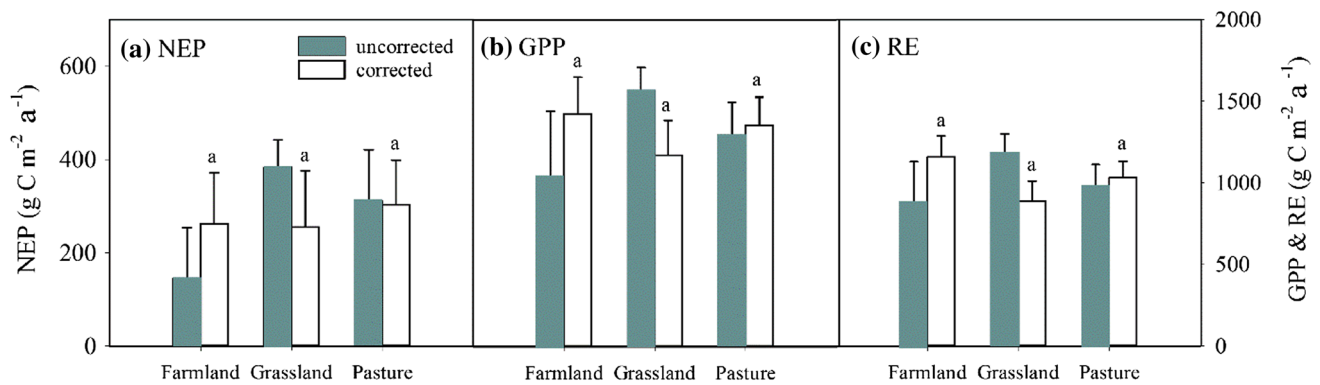 (a) NEP
uncorrected
corrected
(b) GPP
(c) RE
NEP (g C m⁻² a⁻¹)
600
400
200
0
a
a
a
a
a
a
a
a
a
2000
1500
1000
500
0
GPP & RE (g C m⁻² a⁻¹)
Farmland Grassland Pasture
Farmland Grassland Pasture
Farmland Grassland Pasture